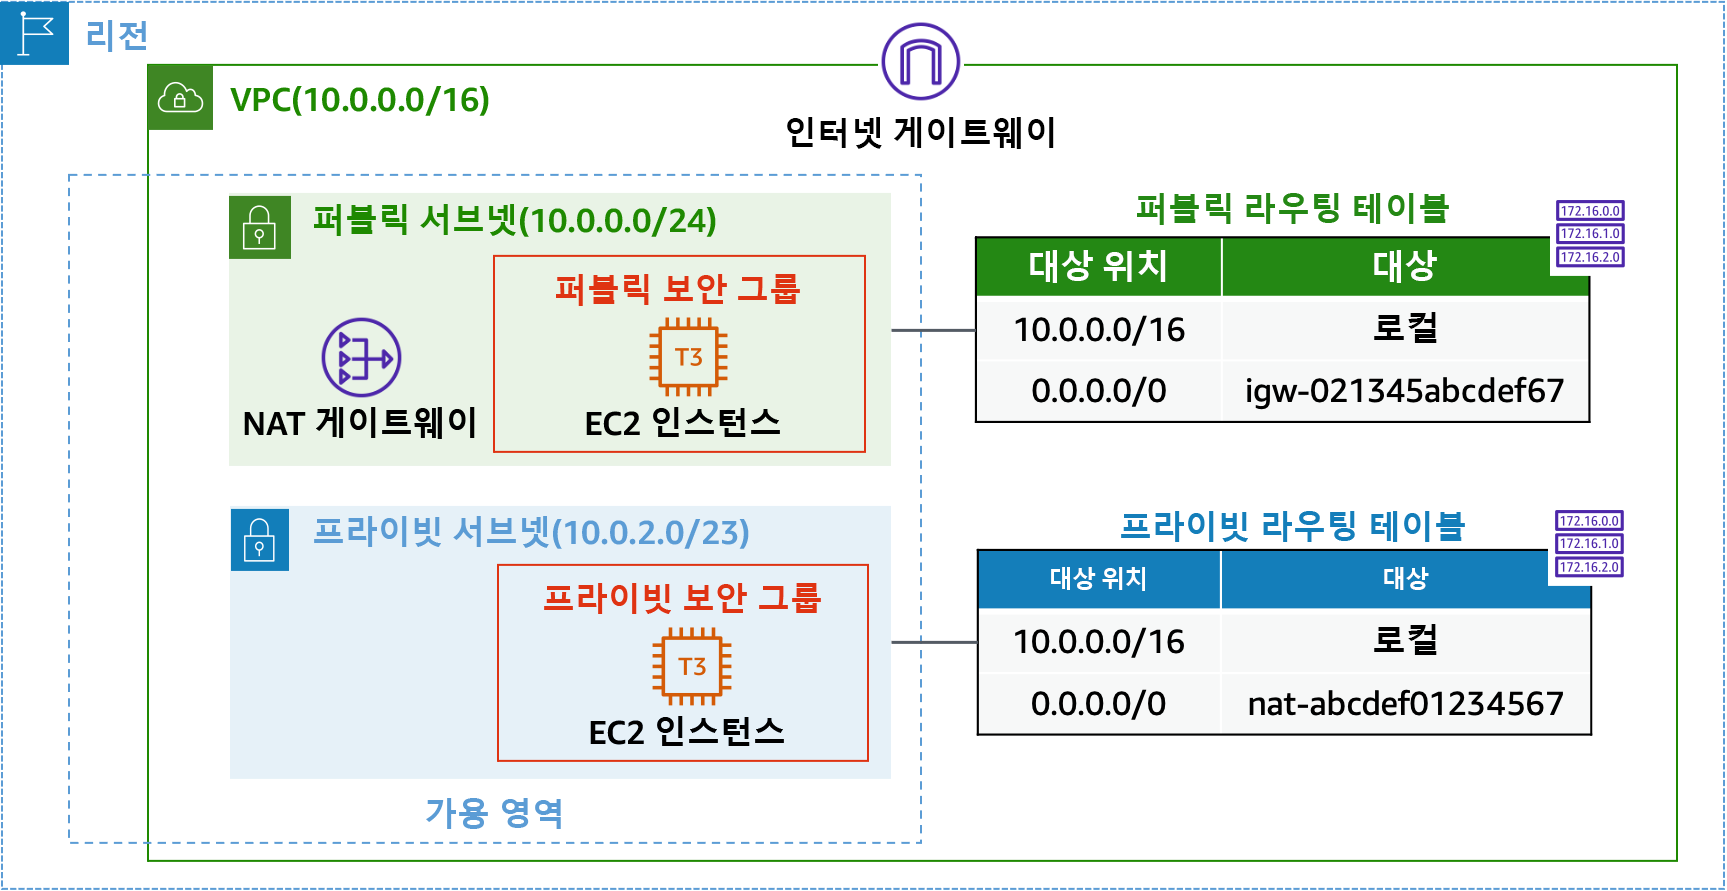 리전
VPC(10.0.0.0/16)
인터넷 게이트웨이
퍼블릭 서브넷(10.0.0.0/24)
퍼블릭 보안 그룹
T3
NAT 게이트웨이
EC2 인스턴스
퍼블릭 라우팅 테이블
172.16.0.0
172.16.1.0
172.16.2.0
대상 위치 대상
10.0.0.0/16 로컬
0.0.0.0/0 igw-021345abcdef67
프라이빗 서브넷(10.0.2.0/23)
프라이빗 보안 그룹
T3
EC2 인스턴스
프라이빗 라우팅 테이블
172.16.0.0
172.16.1.0
172.16.2.0
대상 위치 대상
10.0.0.0/16 로컬
0.0.0.0/0 nat-abcdef01234567
가용 영역